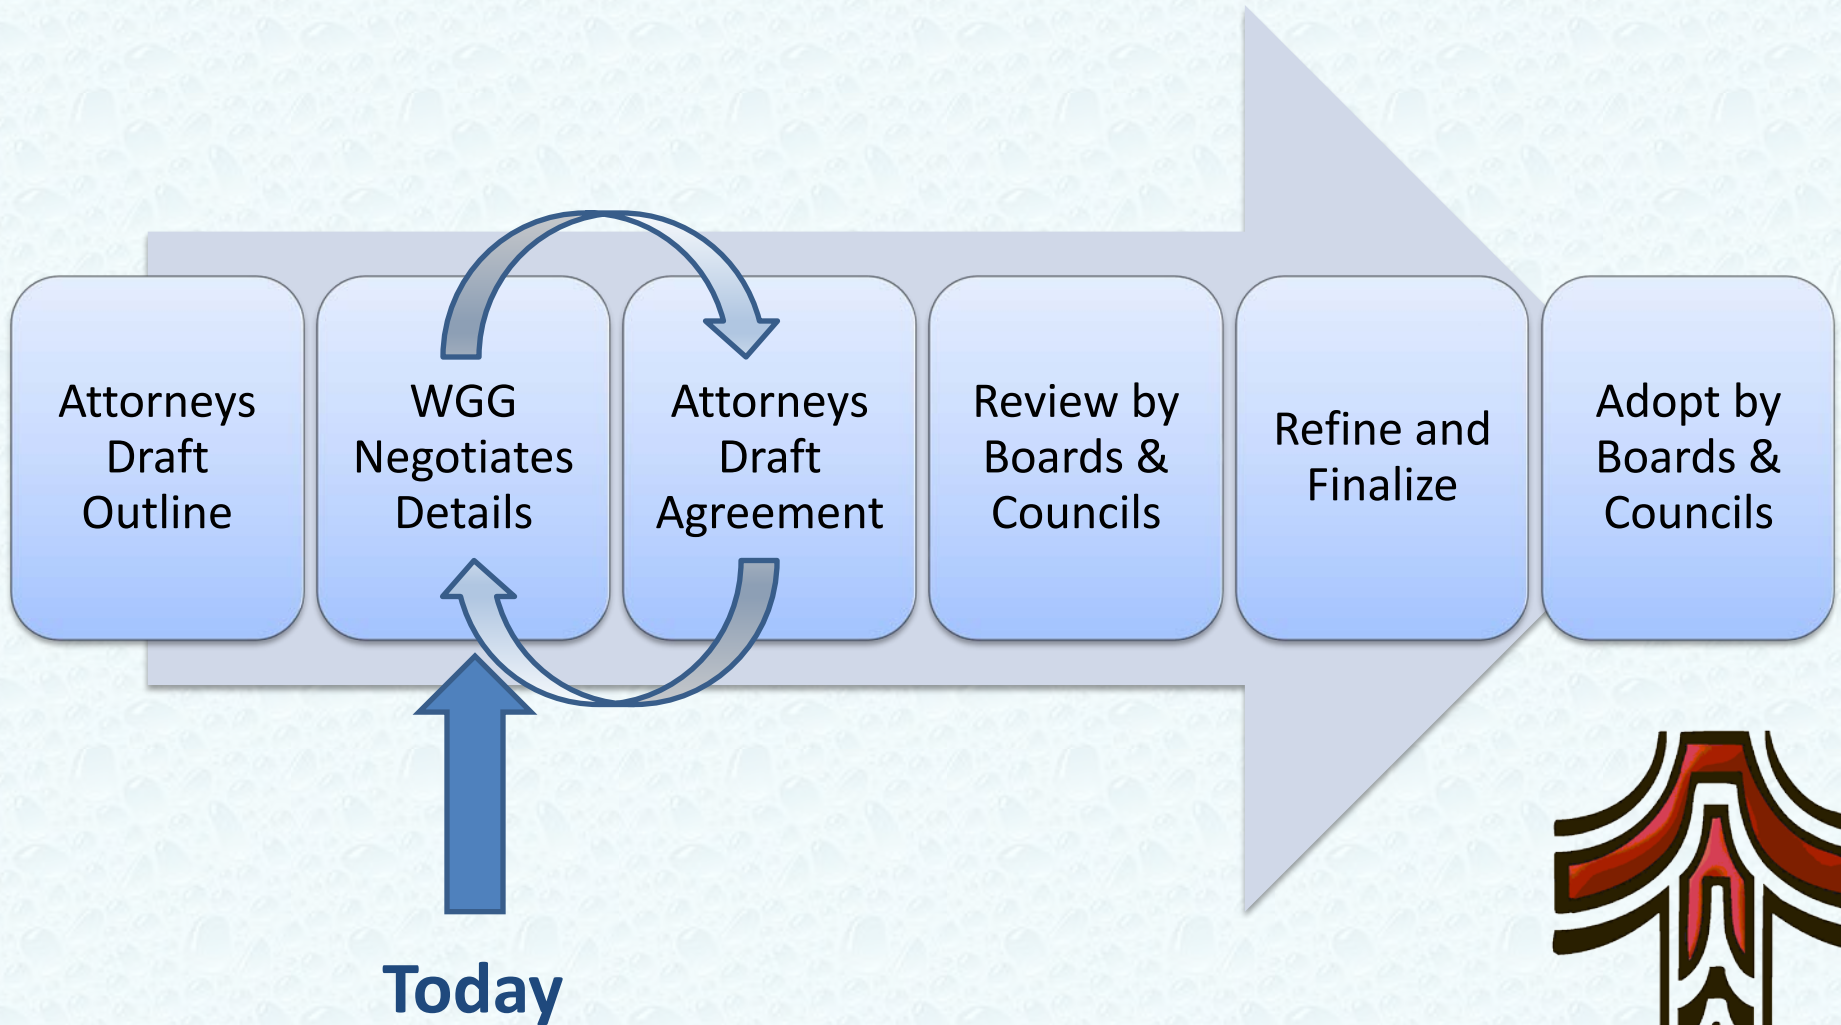 Attorneys
Draft
Outline
WGG
Negotiates
Details
Attorneys
Draft
Agreement
Review by
Boards &
Councils
Refine and
Finalize
Adopt by
Boards &
Councils
Today